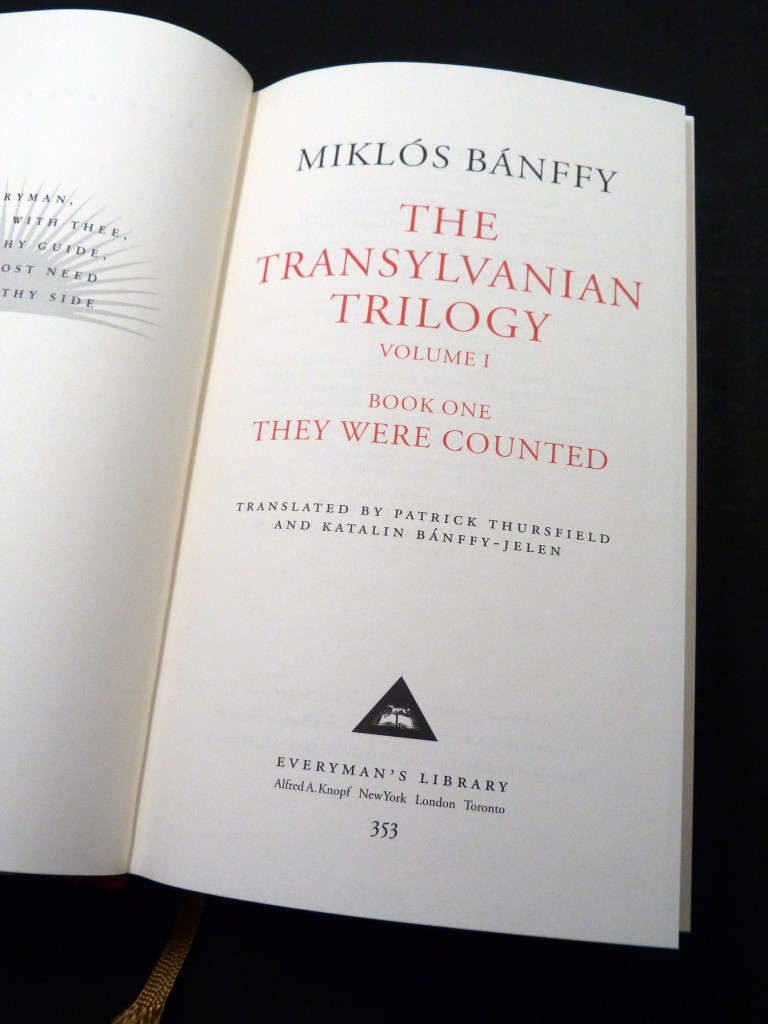 RYMAN,
WITH THEE,
HY GUIDE,
OST NEED
THY SIDE
MIKLÓS BÁNFFY
THE
TRANSYLVANIAN
TRILOGY
VOLUME I
BOOK ONE
THEY WERE COUNTED
TRANSLATED BY PATRICK THURSFIELD
AND KATALIN BÁNFFY-JELEN
EVERYMAN'S LIBRARY
Alfred A. Knopf New York London Toronto
353